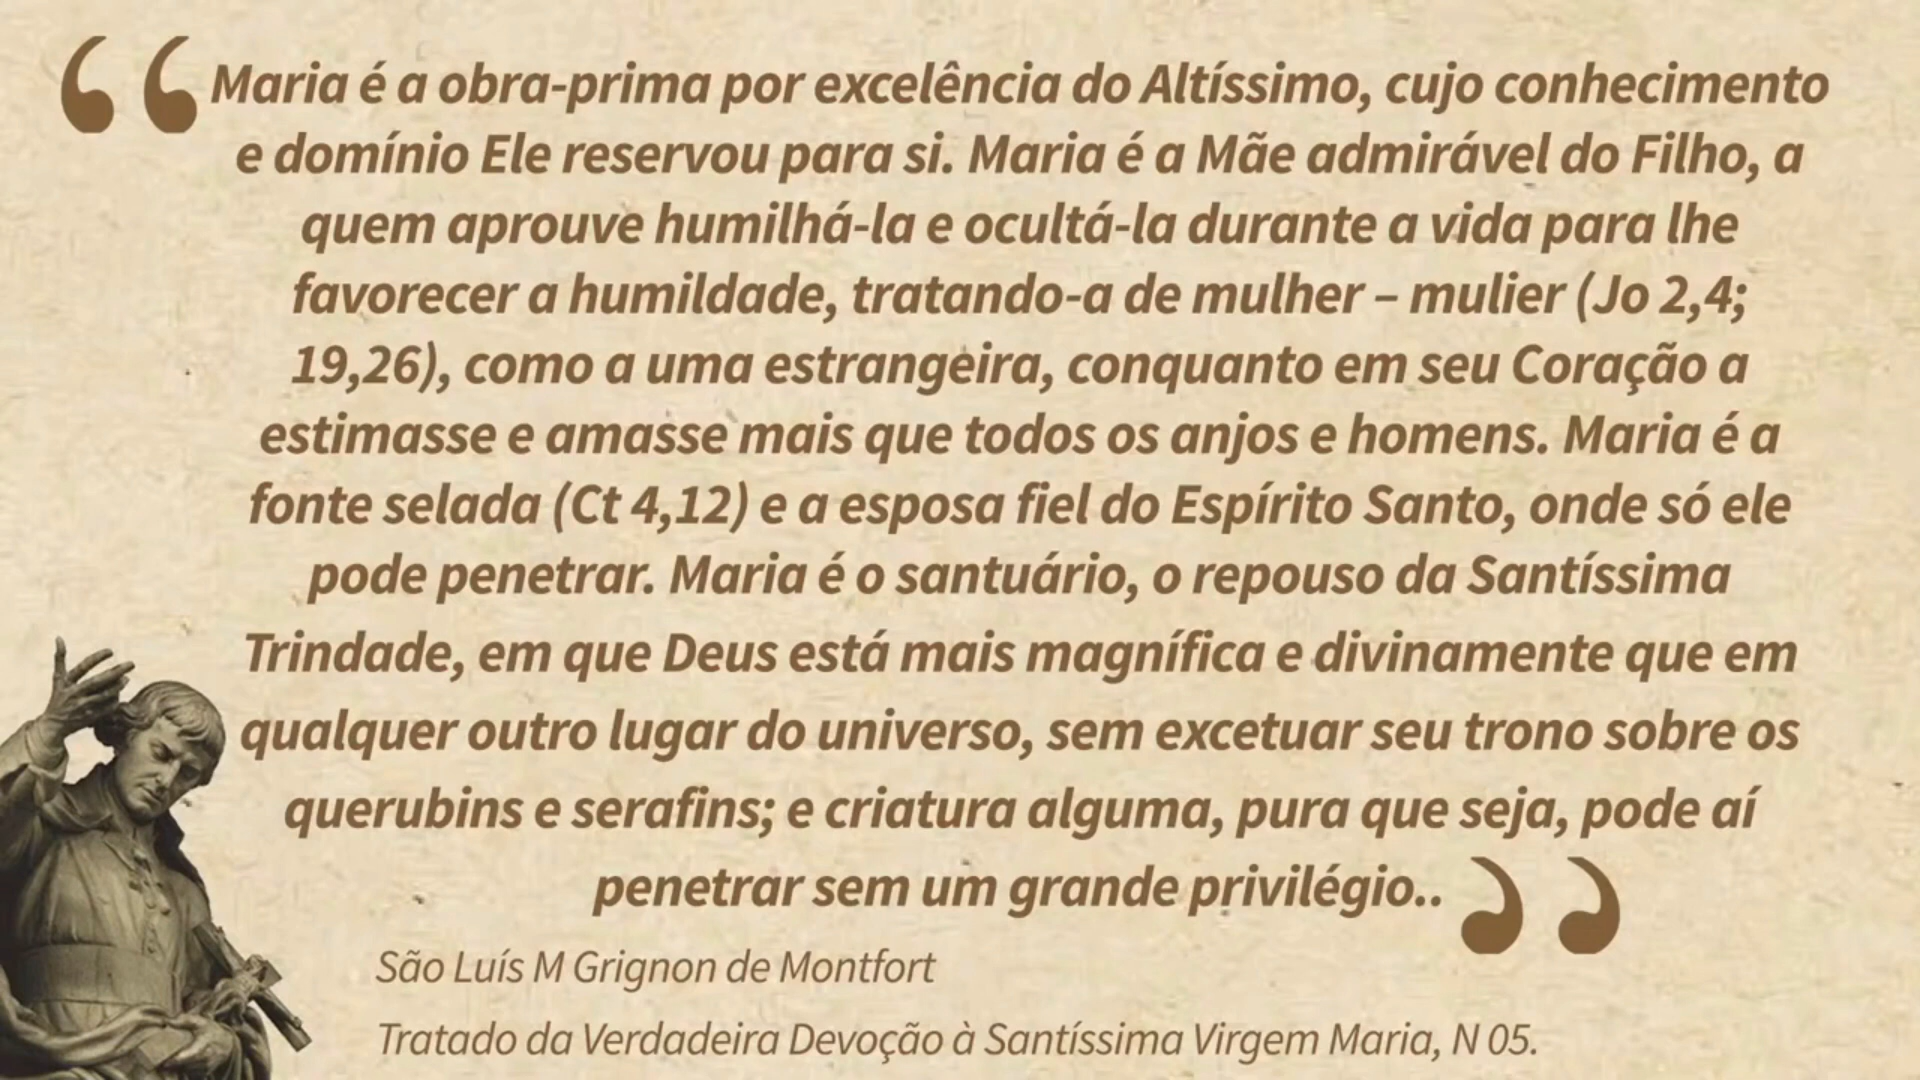 “Maria é a obra-prima por excelência do Altíssimo, cujo conhecimento
e domínio Ele reservou para si. Maria é a Mãe admirável do Filho, a
quem aprouve humilhá-la e ocultá-la durante a vida para lhe
favorecer a humildade, tratando-a de mulher – mulier (Jo 2,4;
19,26), como a uma estrangeira, conquanto em seu Coração a
estimasse e amasse mais que todos os anjos e homens. Maria é a
fonte selada (Ct 4,12) e a esposa fiel do Espírito Santo, onde só ele
pode penetrar. Maria é o santuário, o repouso da Santíssima
Trindade, em que Deus está mais magnífica e divinamente que em
qualquer outro lugar do universo, sem excetuar seu trono sobre os
querubins e serafins; e criatura alguma, pura que seja, pode aí
penetrar sem um grande privilégio..”
São Luís M Grignon de Montfort
Tratado da Verdadeira Devoção à Santíssima Virgem Maria, N 05.